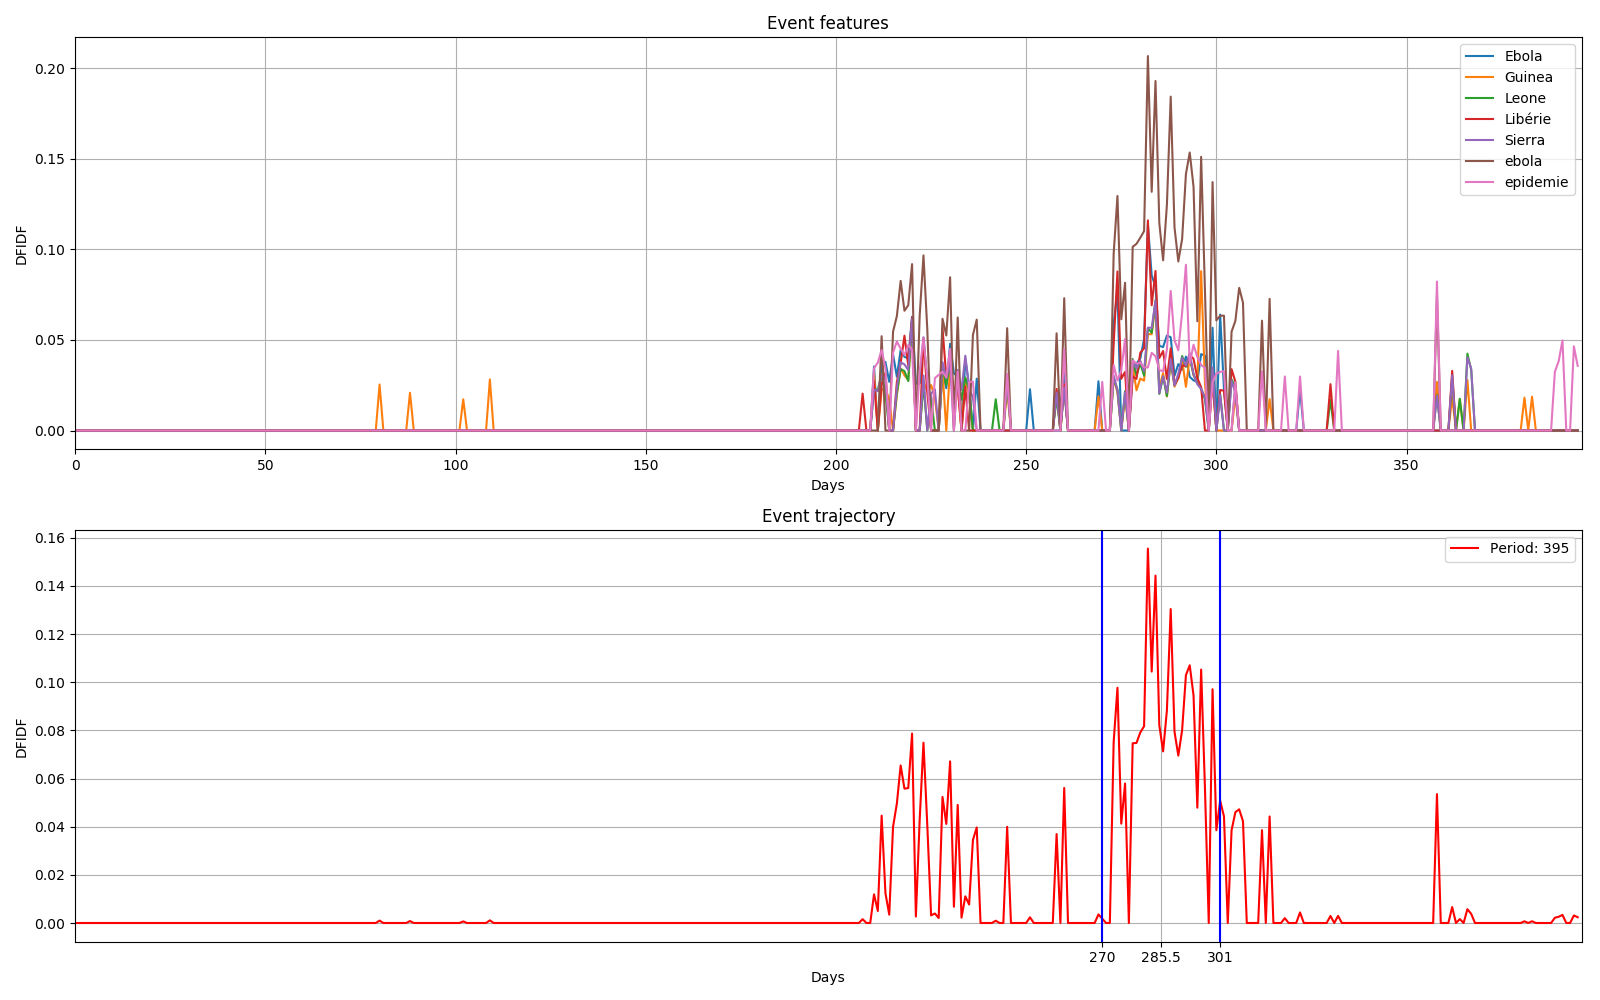 Event features
0.20
0.15
0.10
0.05
0.00
DFIDF
Ebola
Guinea
Leone
Libérie
Sierra
ebola
epidemie
0 50 100 150 200 250 300 350
Days
Event trajectory
0.16
0.14
0.12
0.10
0.08
0.06
0.04
0.02
0.00
DFIDF
Period: 395
270 285.5 301
Days